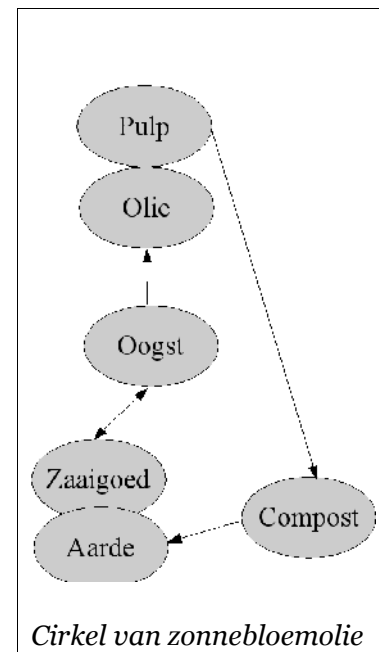 Pulp
Olie
Oogst
Zaaigoed
Compost
Aarde
Cirkel van zonnebloemolie